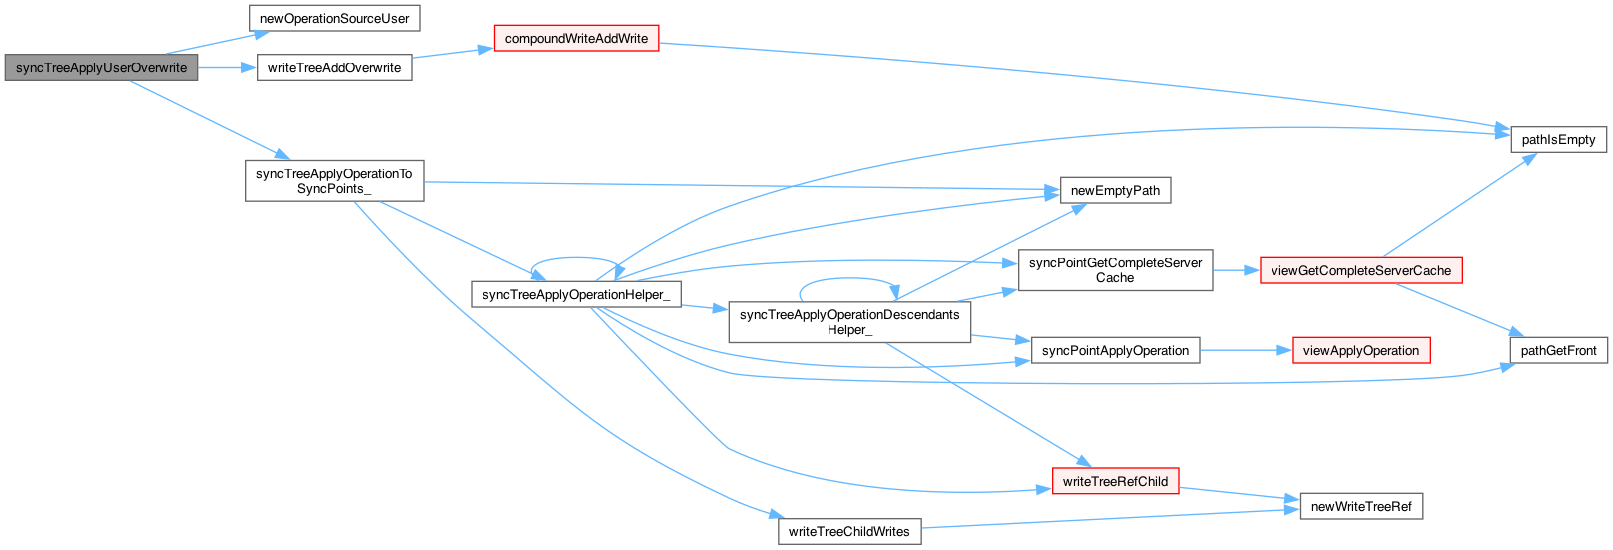 newOperationSourceUser
syncTreeApplyUserOverwrite
writeTreeAddOverwrite
compoundWriteAddWrite
syncTreeApplyOperationTo
SyncPoints_
syncTreeApplyOperationHelper_
syncTreeApplyOperationDescendants
Helper_
newEmptyPath
syncPointGetCompleteServer
Cache
syncPointApplyOperation
viewGetCompleteServerCache
viewApplyOperation
pathIsEmpty
pathGetFront
writeTreeRefChild
newWriteTreeRef
writeTreeChildWrites